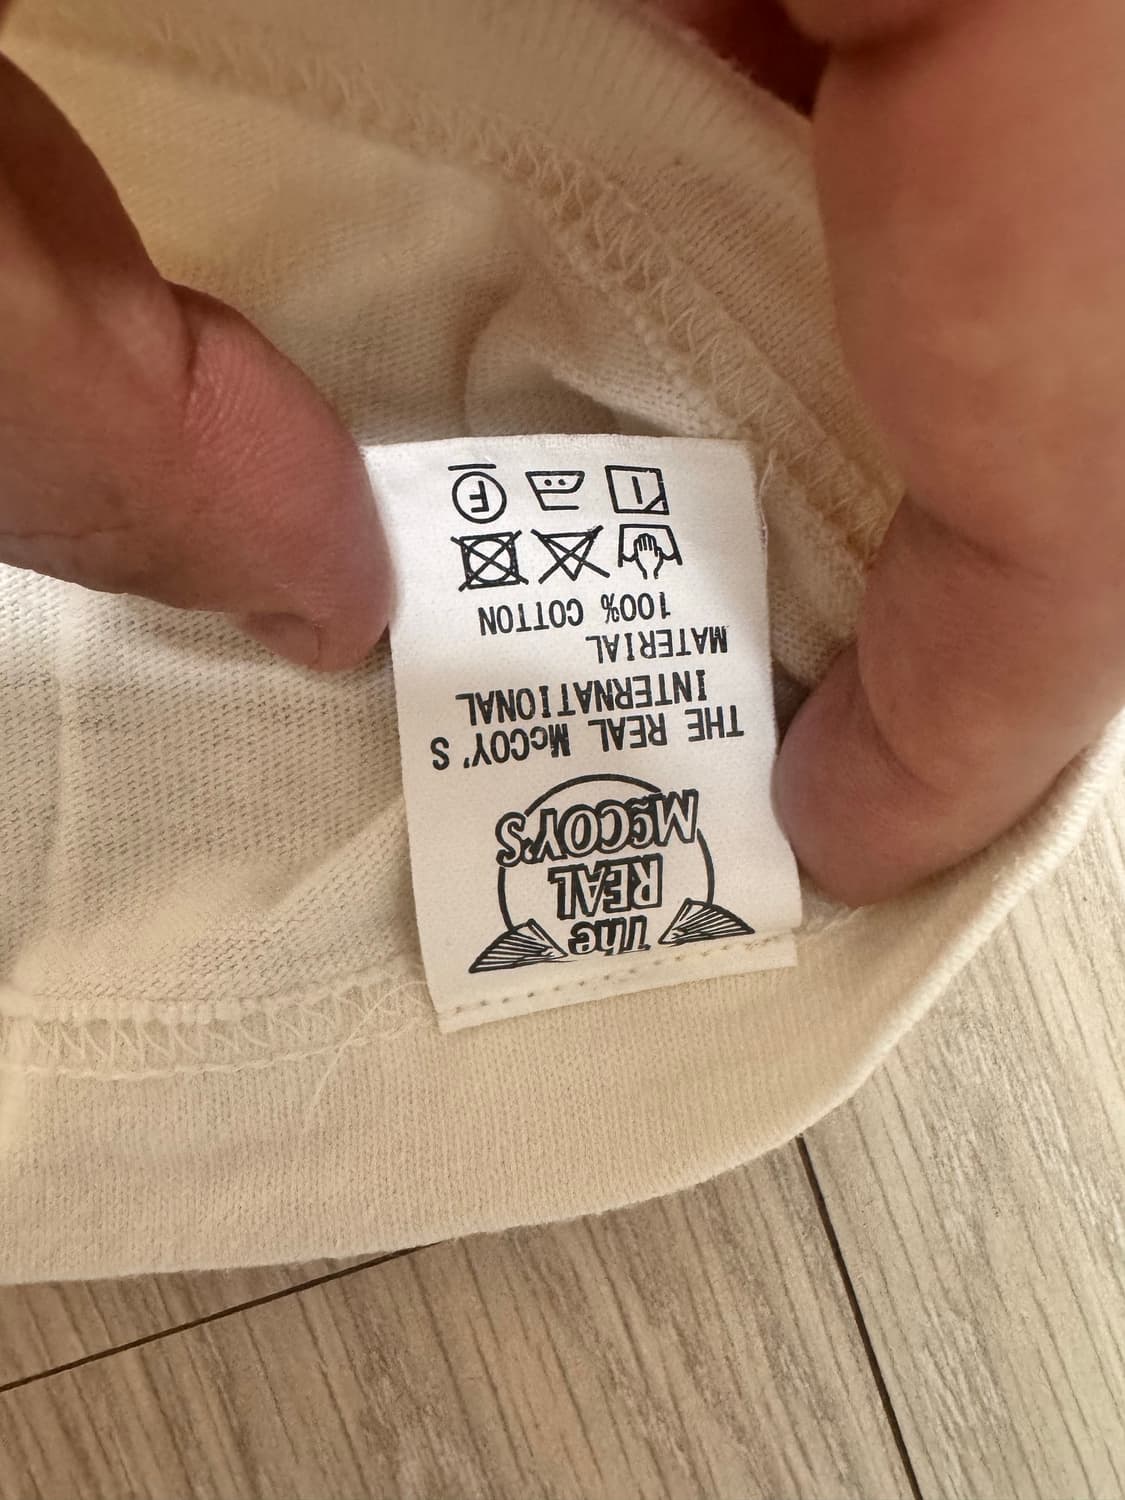 The
REAL
McCOY'S
THE REAL McCOY'S
INTERNATIONAL
MATERIAL
100% COTTON
F